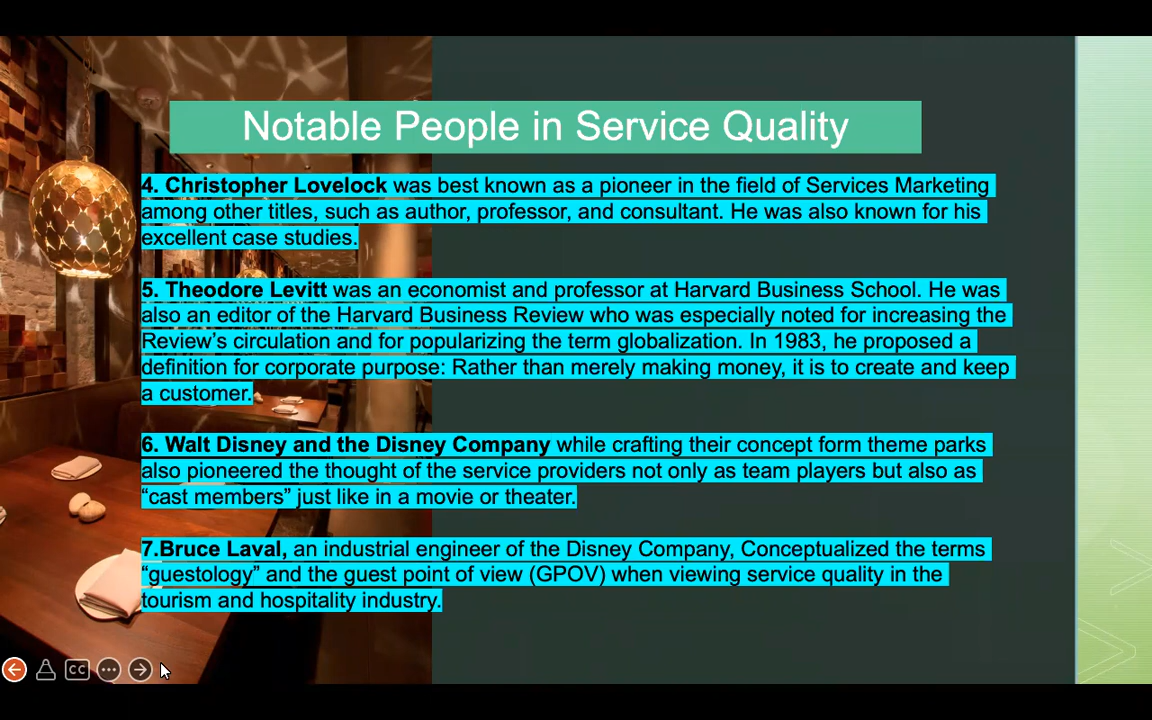 Notable People in Service Quality
4. Christopher Lovelock was best known as a pioneer in the field of Services Marketing
among other titles, such as author, professor, and consultant. He was also known for his
excellent case studies.
5. Theodore Levitt was an economist and professor at Harvard Business School. He was
also an editor of the Harvard Business Review who was especially noted for increasing the
Review’s circulation and for popularizing the term globalization. In 1983, he proposed a
definition for corporate purpose: Rather than merely making money, it is to create and keep
a customer.
6. Walt Disney and the Disney Company while crafting their concept form theme parks
also pioneered the thought of the service providers not only as team players but also as
“cast members” just like in a movie or theater.
7.Bruce Laval, an industrial engineer of the Disney Company, Conceptualized the terms
“guestology” and the guest point of view (GPOV) when viewing service quality in the
tourism and hospitality industry.
CC